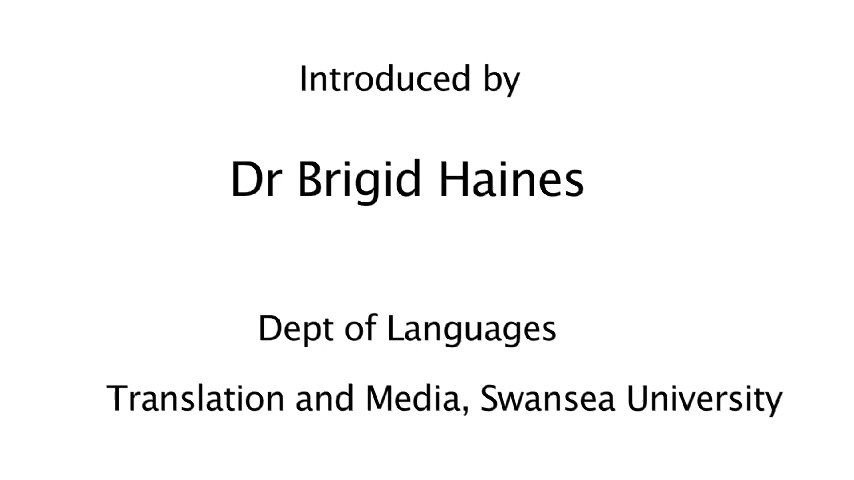 Introduced by
Dr Brigid Haines
Dept of Languages
Translation and Media, Swansea University